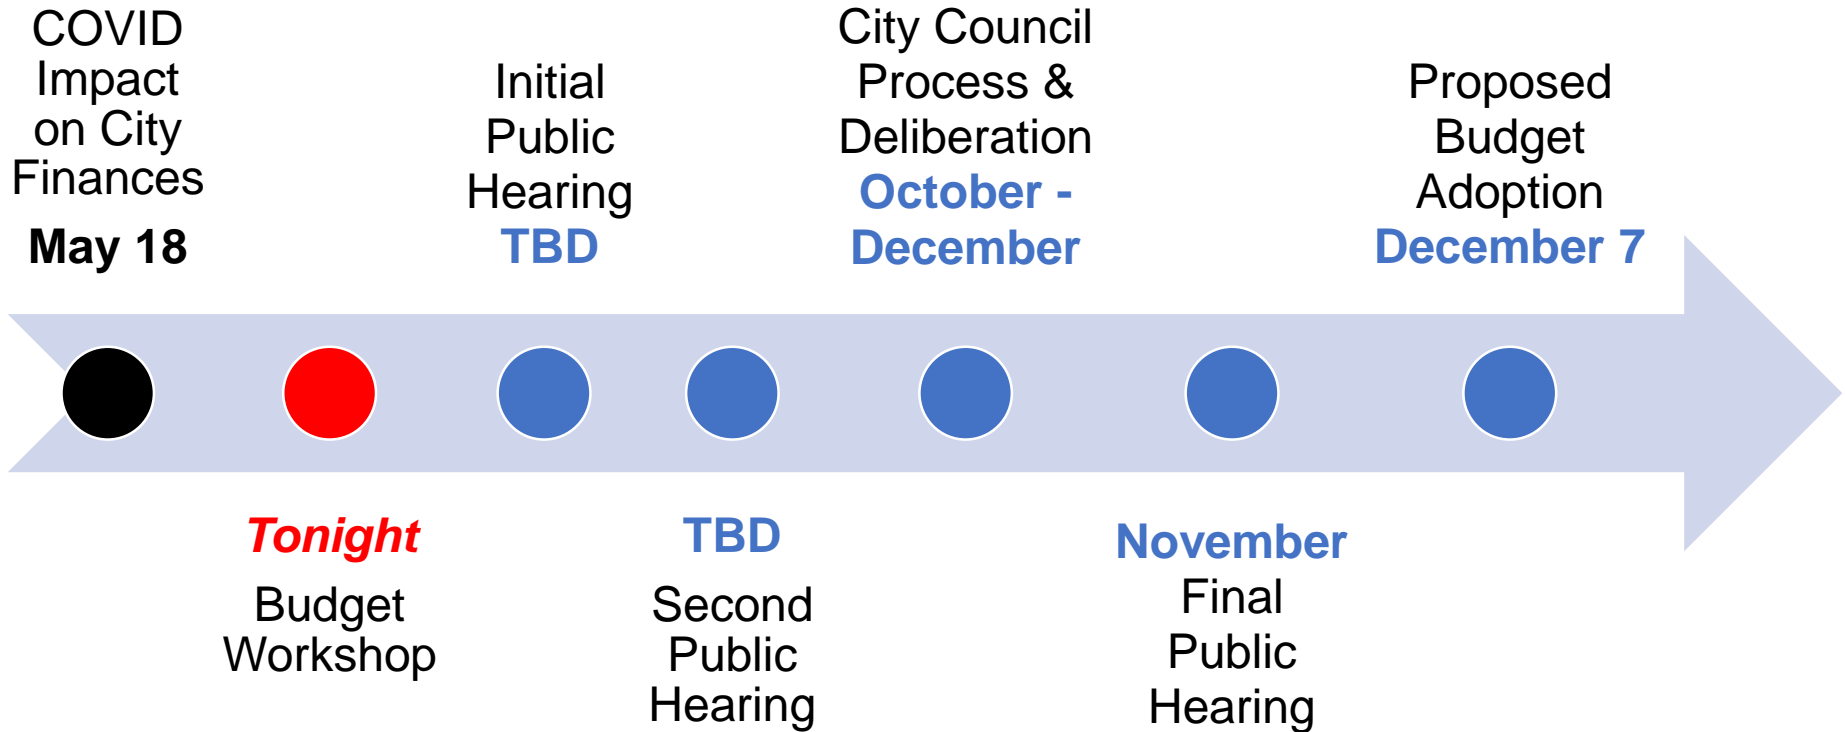 COVID
Impact
on City
Finances
May 18
Initial
Public
Hearing
TBD
City Council
Process &
Deliberation
October -
December
Proposed
Budget
Adoption
December 7
Tonight
Budget
Workshop
TBD
Second
Public
Hearing
November
Final
Public
Hearing